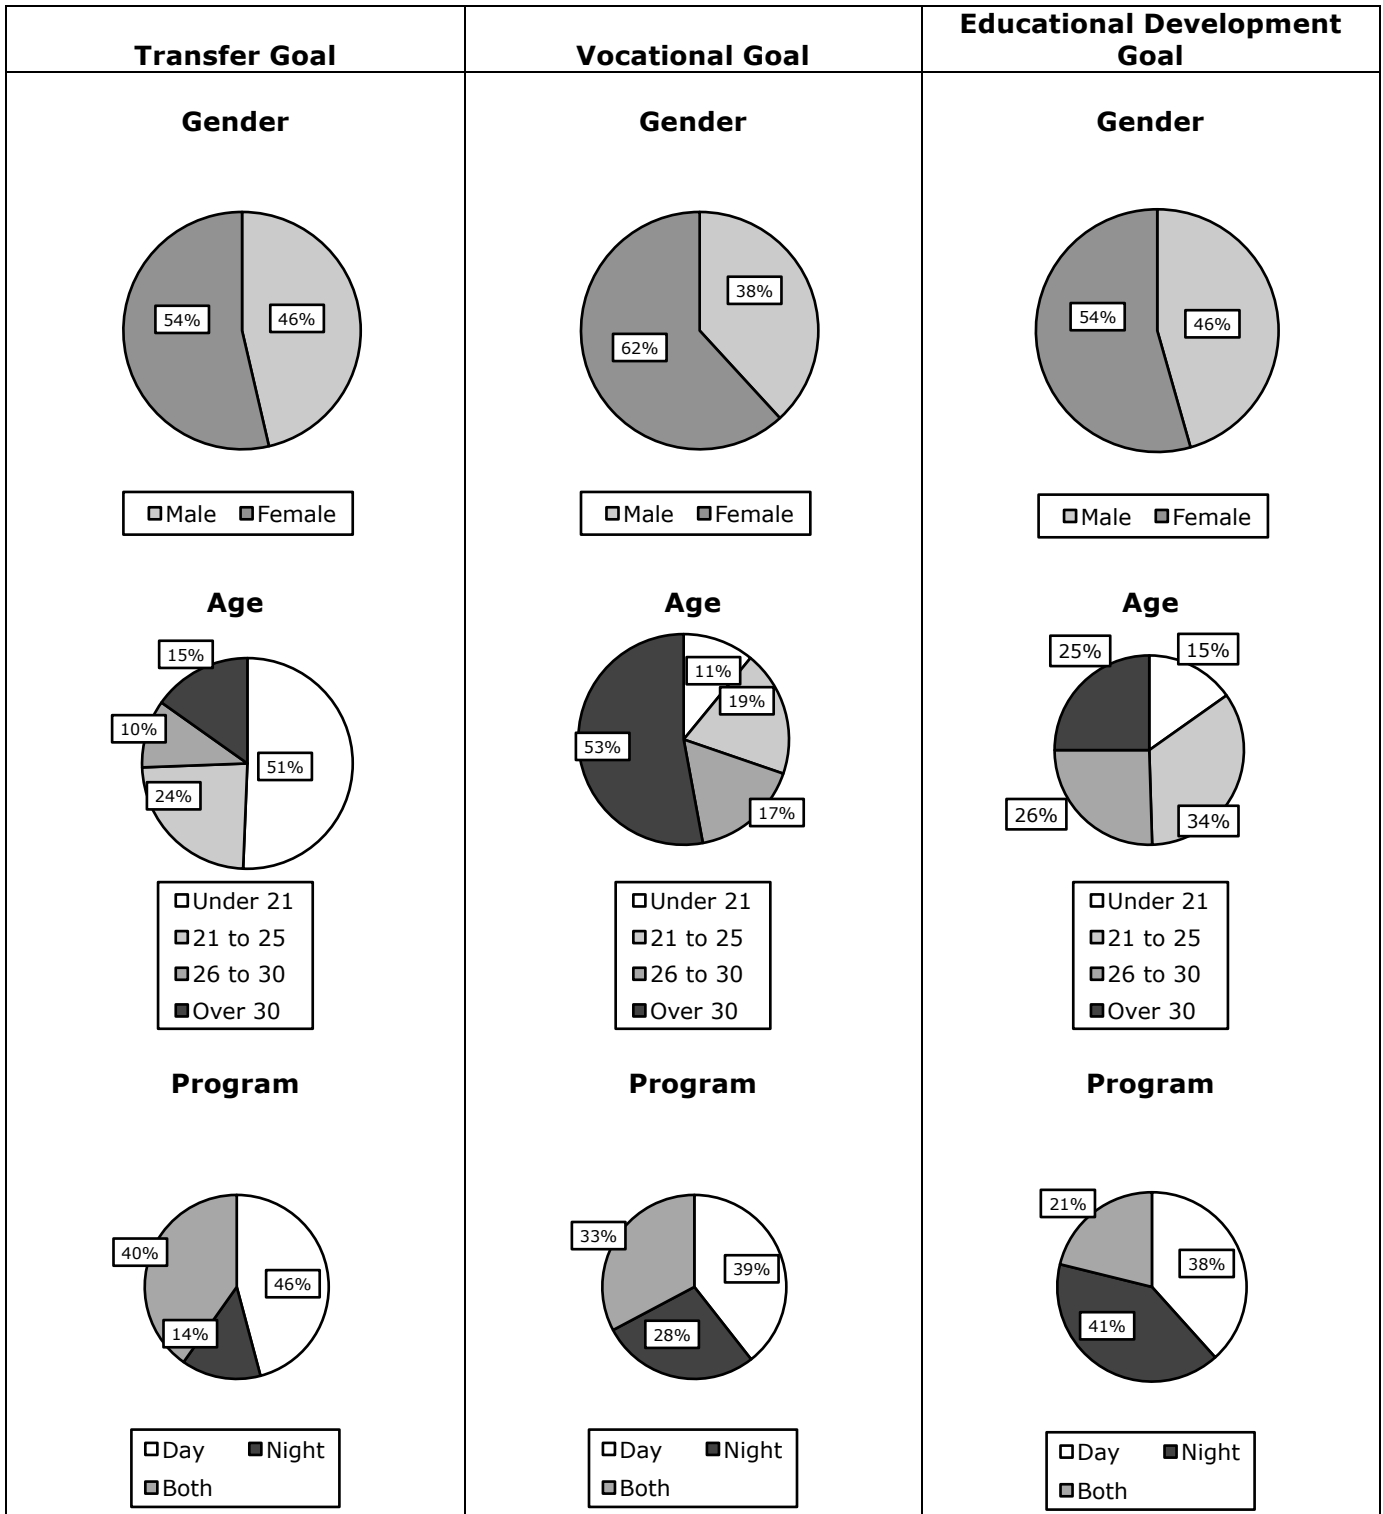 Transfer Goal
Vocational Goal
Educational Development
Goal
Gender
54%
46%
Male Female
Age
15%
10%
51%
24%
Under 21
21 to 25
26 to 30
Over 30
Program
40%
46%
14%
Day Night
Both
Gender
38%
62%
Male Female
Age
11%
19%
53%
17%
Under 21
21 to 25
26 to 30
Over 30
Program
33%
39%
28%
Day Night
Both
Gender
54%
46%
Male Female
Age
25%
15%
26%
34%
Under 21
21 to 25
26 to 30
Over 30
Program
21%
38%
41%
Day Night
Both